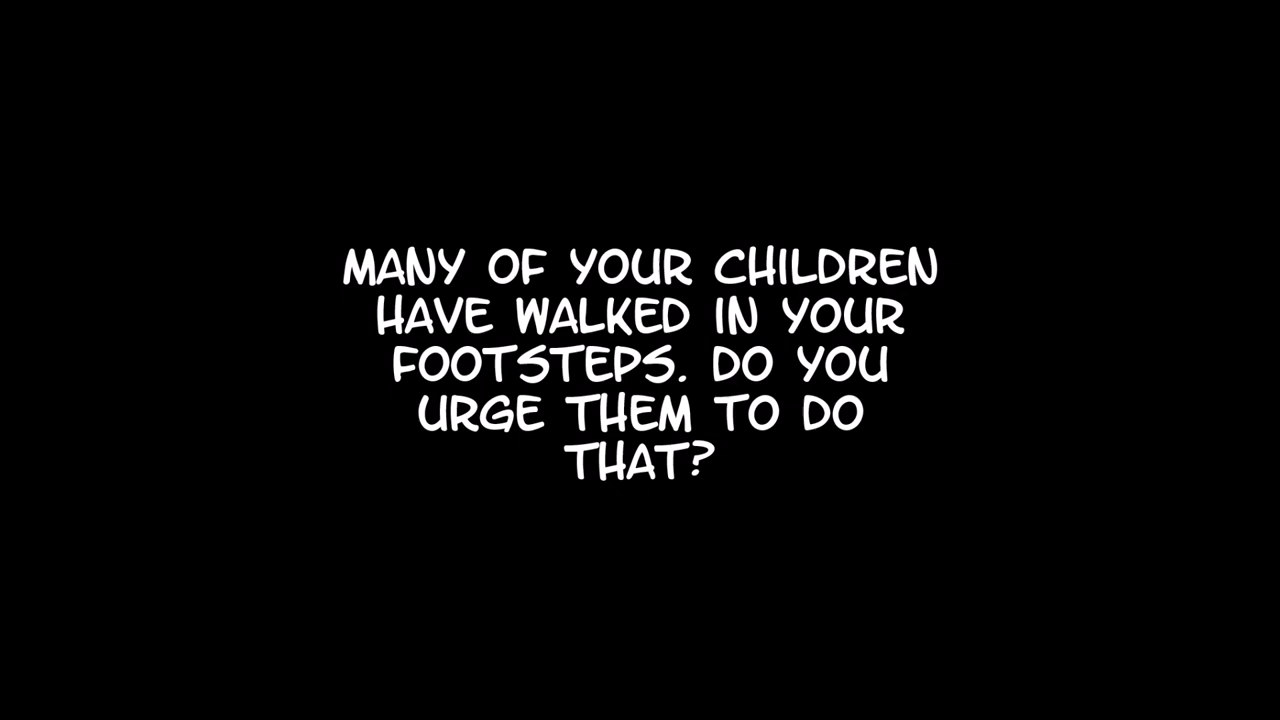 MANY OF YOUR CHILDREN
HAVE WALKED IN YOUR
FOOTSTEPS. DO YOU
URGE THEM TO DO
THAT?